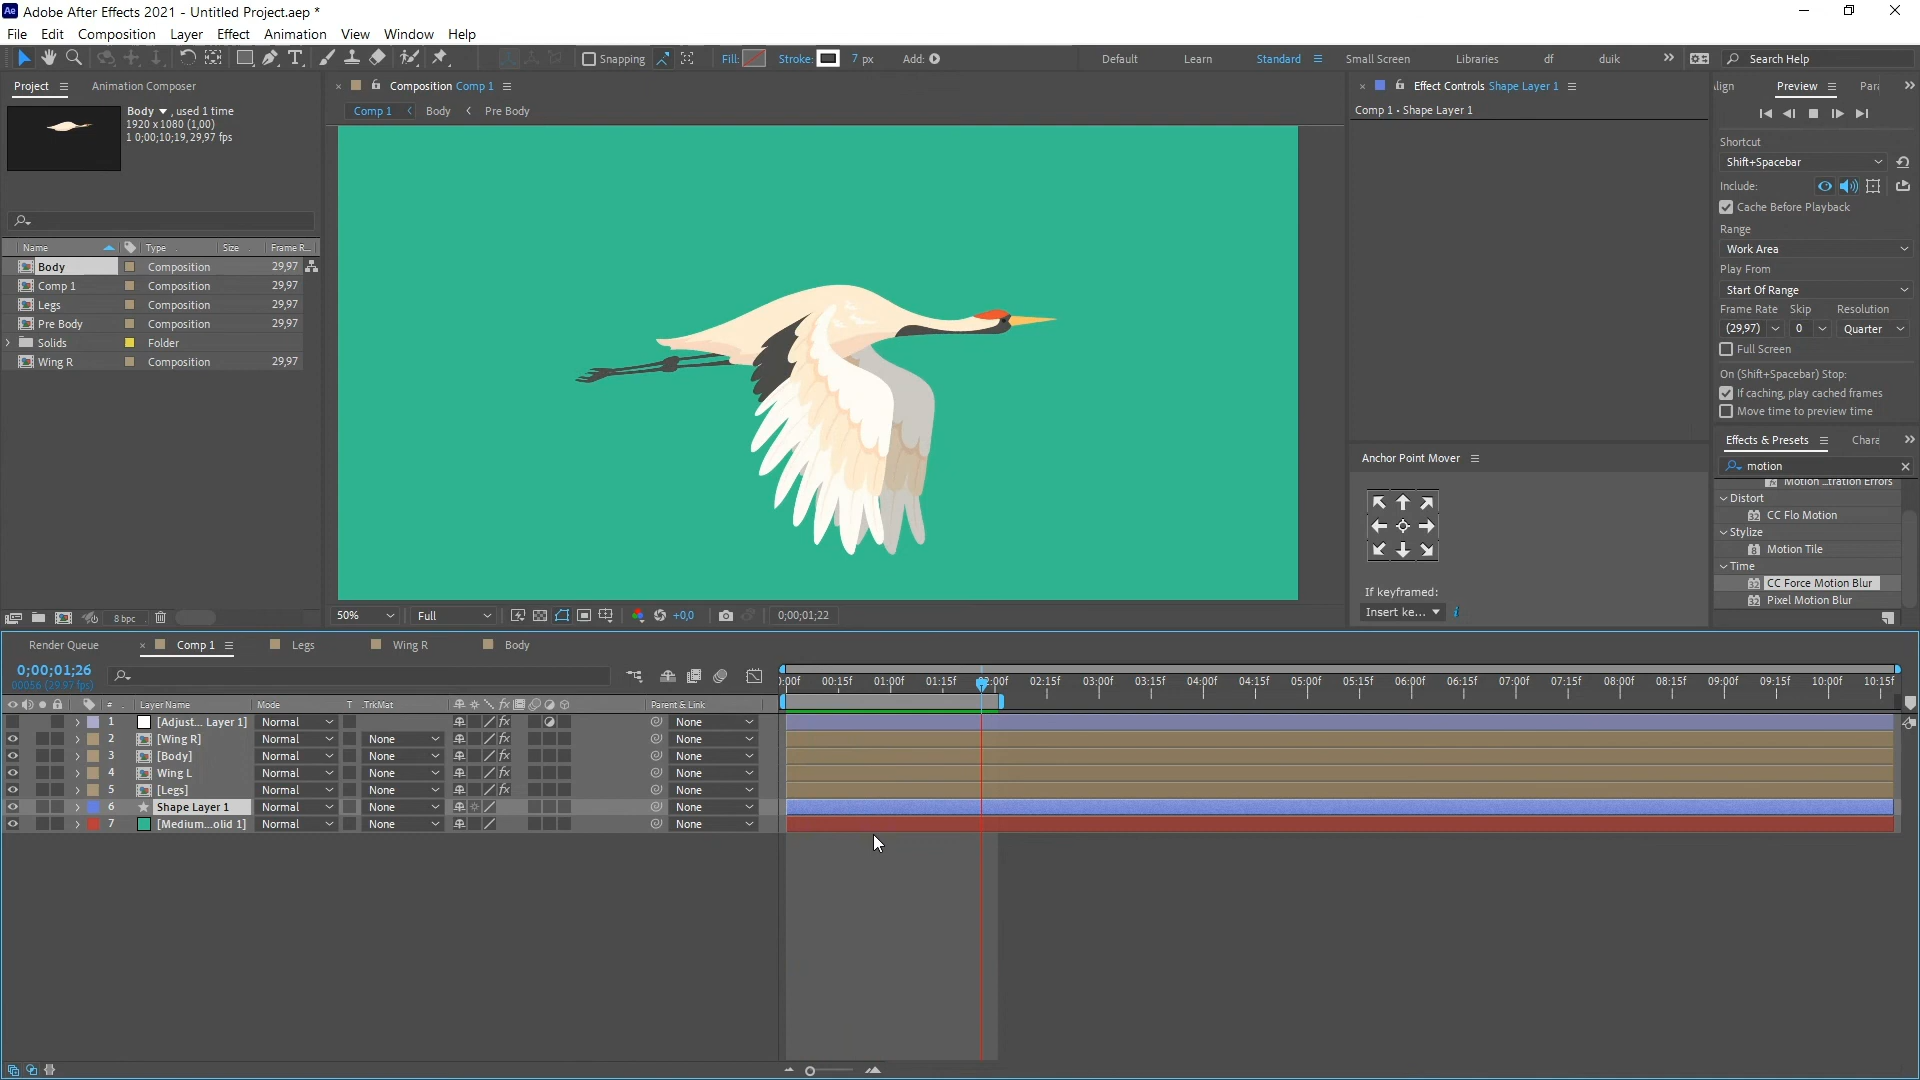 Adobe After Effects 2021 - Untitled Project.aep *
File Edit Composition Layer Effect Animation View Window Help
Snapping Fill: Stroke: 7 px Add: Default Learn Standard Small Screen Libraries df duik Search Help
Project Animation Composer
Body , used 1 time
1920 x 1080 (1,00)
Name Type Size Frame R...
Body Composition 29,97
Comp 1 Composition 29,97
Legs Composition 29,97
Pre Body Composition 29,97
Solids Folder
Wing R Composition 29,97
8 bpc
Composition Comp 1
Comp 1 Body Pre Body
50% Full +0,0 0;00;01;22
Effect Controls Shape Layer 1
Comp 1 • Shape Layer 1
Anchor Point Mover
If keyframed:
Insert ke...
Preview
Shortcut
Shift+Spacebar
Include:
Cache Before Playback
Range
Work Area
Play From
Start Of Range
Frame Rate Skip Resolution
(29,97) 0 Quarter
Full Screen
On (Shift+Spacebar) Stop:
If caching, play cached frames
Move time to preview time
Effects & Presets Chara
motion
Distort
CC Flo Motion
Stylize
Motion Tile
Time
CC Force Motion Blur
Pixel Motion Blur
Render Queue Comp 1 Legs Wing R Body
0;00;01;26
00056 (29.97 fps)
# Layer Name Mode T .TrkMat Parent & Link
1 [Adjust... Layer 1] Normal None
2 [Wing R] Normal None None
3 [Body] Normal None None
4 Wing L Normal None None
5 [Legs] Normal None None
6 Shape Layer 1 Normal None None
7 [Medium...olid 1] Normal None None
00:15f 01:00f 01:15f 02:15f 03:00f 03:15f 04:00f 04:15f 05:00f 05:15f 06:00f 06:15f 07:00f 07:15f 08:00f 08:15f 09:00f 09:15f 10:00f 10:15f